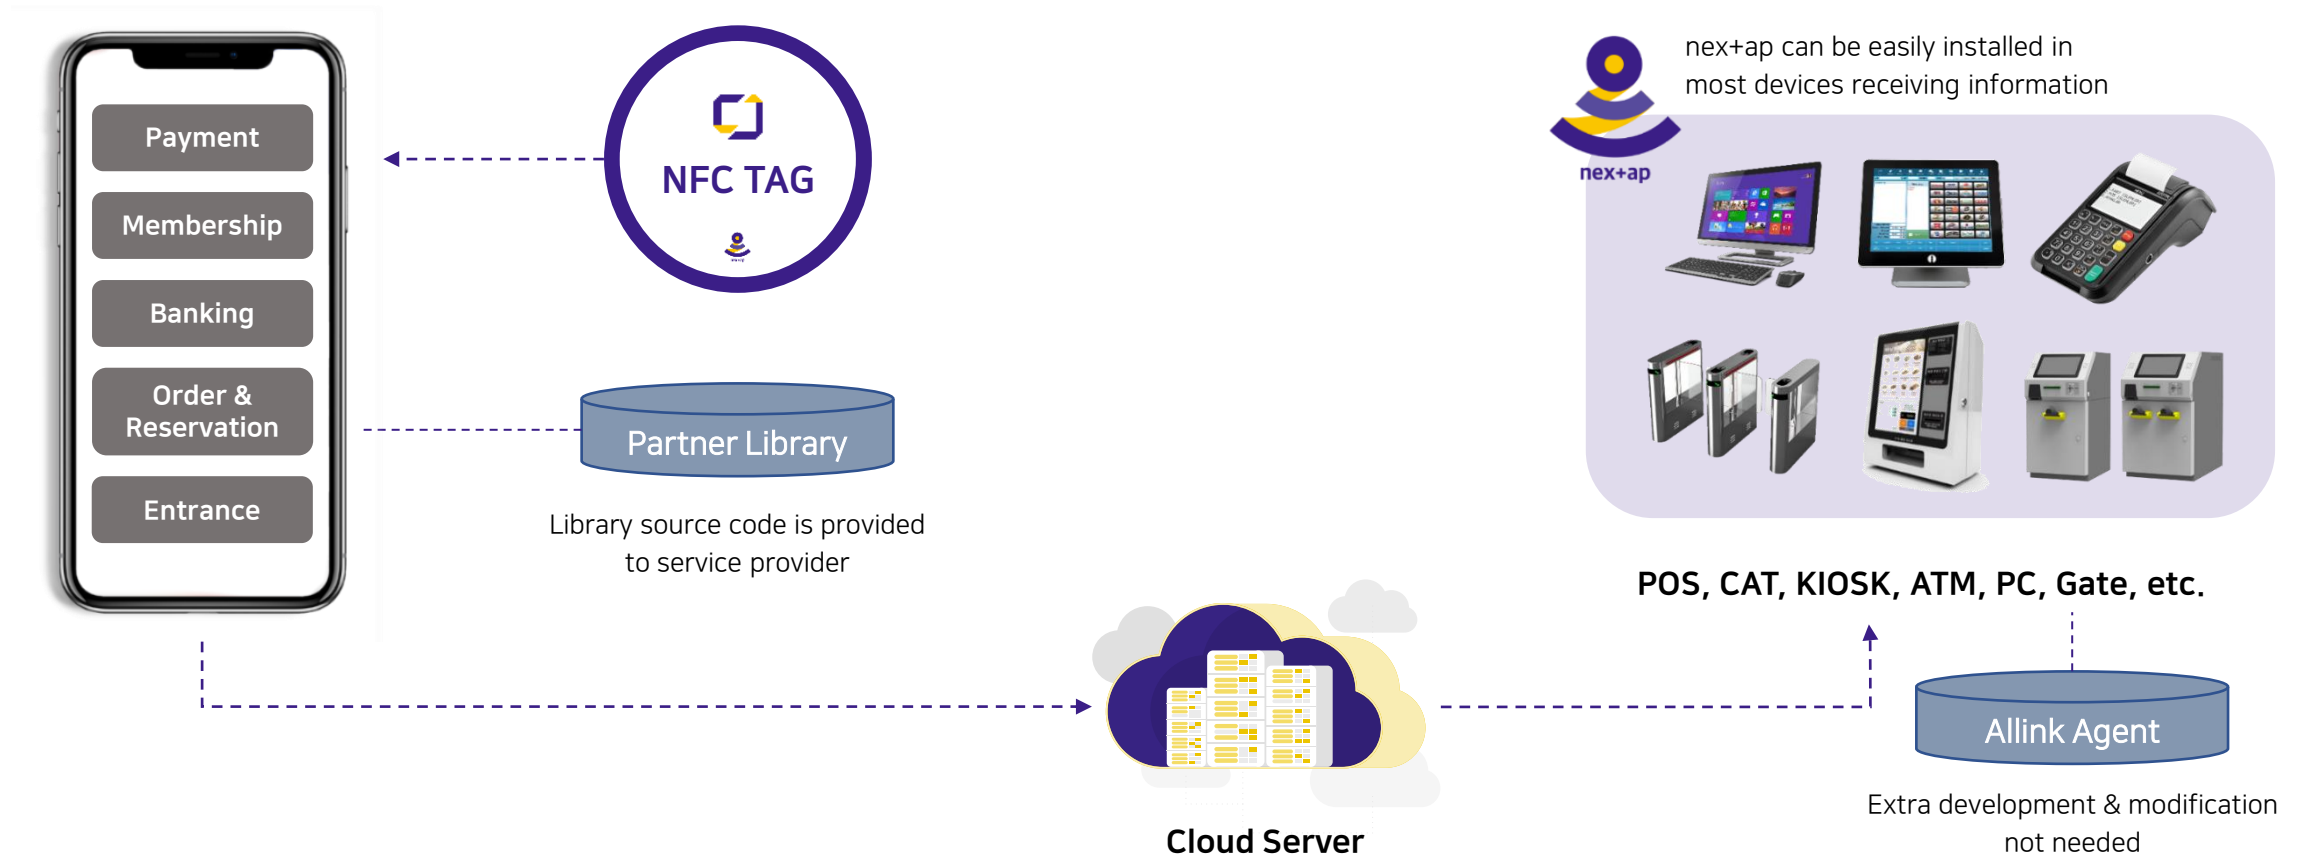 Payment
Membership
Banking
Order &
Reservation
Entrance
NFC TAG
Partner Library
Library source code is provided
to service provider
Cloud Server
nex+ap can be easily installed in
most devices receiving information
nex+ap
POS, CAT, KIOSK, ATM, PC, Gate, etc.
Allink Agent
Extra development & modification
not needed